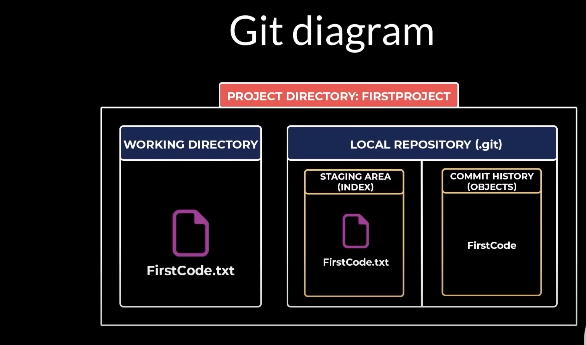 Git diagram
PROJECT DIRECTORY: FIRSTPROJECT
WORKING DIRECTORY
FirstCode.txt
LOCAL REPOSITORY (.git)
STAGING AREA
(INDEX)
FirstCode.txt
COMMIT HISTORY
(OBJECTS)
FirstCode